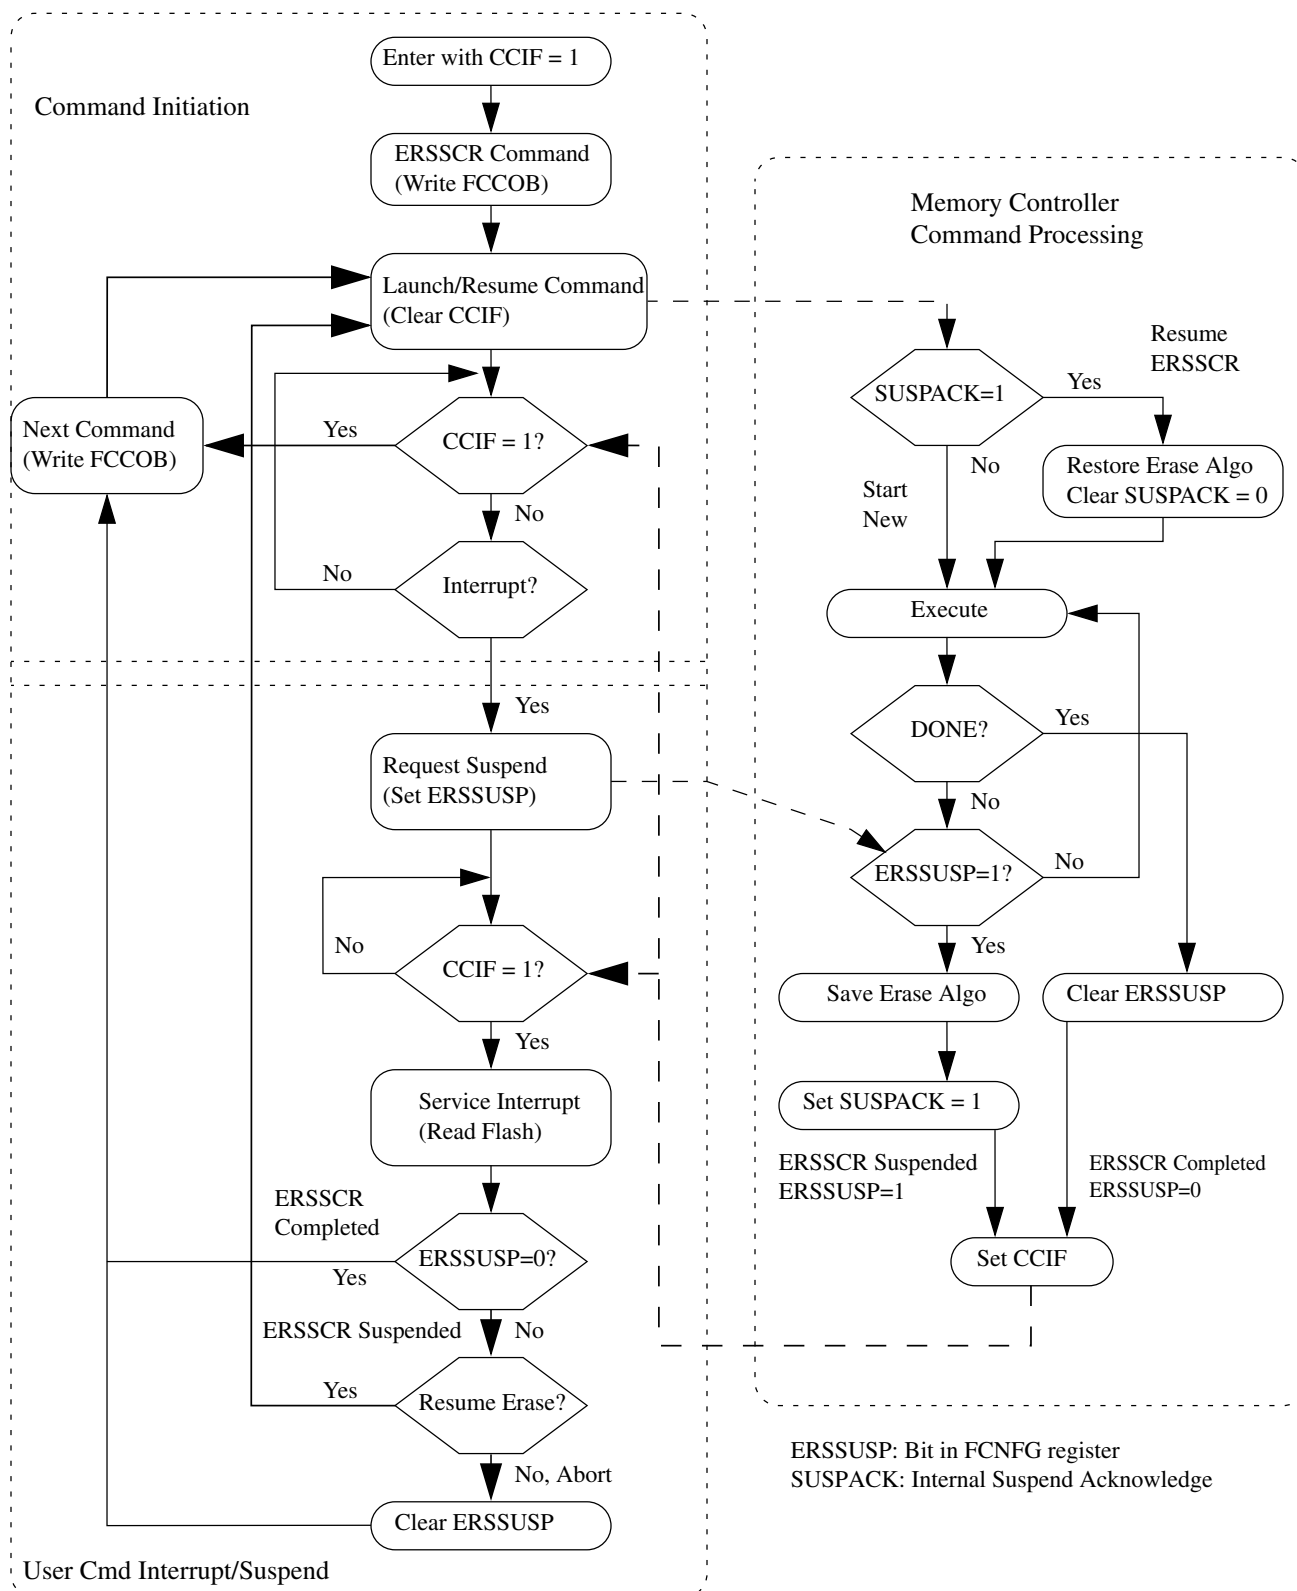 Enter with CCIF = 1
Command Initiation
ERSSCR Command
(Write FCCOB)
Launch/Resume Command
(Clear CCIF)
Next Command
(Write FCCOB)
Yes
CCIF = 1?
No
No
Interrupt?
Yes
Request Suspend
(Set ERSSUSP)
No
CCIF = 1?
Yes
Service Interrupt
(Read Flash)
ERSSCR
Completed
ERSSUSP=0?
Yes
ERSSCR Suspended
No
Yes
Resume Erase?
No, Abort
Clear ERSSUSP
User Cmd Interrupt/Suspend
Memory Controller
Command Processing
Resume
ERSSCR
SUSPACK=1
Yes
No
Restore Erase Algo
Clear SUSPACK = 0
Start
New
Execute
DONE?
Yes
No
ERSSUSP=1?
No
Yes
Save Erase Algo
Clear ERSSUSP
Set SUSPACK = 1
ERSSCR Suspended
ERSSUSP=1
ERSSCR Completed
ERSSUSP=0
Set CCIF
ERSSUSP: Bit in FCNFG register
SUSPACK: Internal Suspend Acknowledge